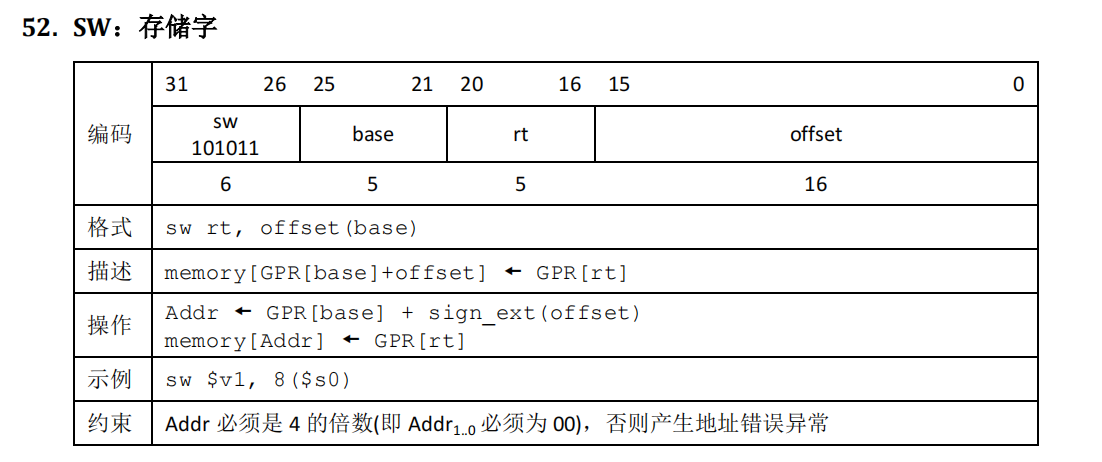 52. SW：存储字
编码
31 26 25 21 20 16 15 0
sw
101011
base rt offset
6 5 5 16
格式 sw rt, offset(base)
描述 memory[GPR[base]+offset] ← GPR[rt]
操作
Addr ← GPR[base] + sign_ext(offset)
memory[Addr] ← GPR[rt]
示例 sw $v1, 8($s0)
约束 Addr 必须是 4 的倍数(即 Addr1..0 必须为 00)，否则产生地址错误异常